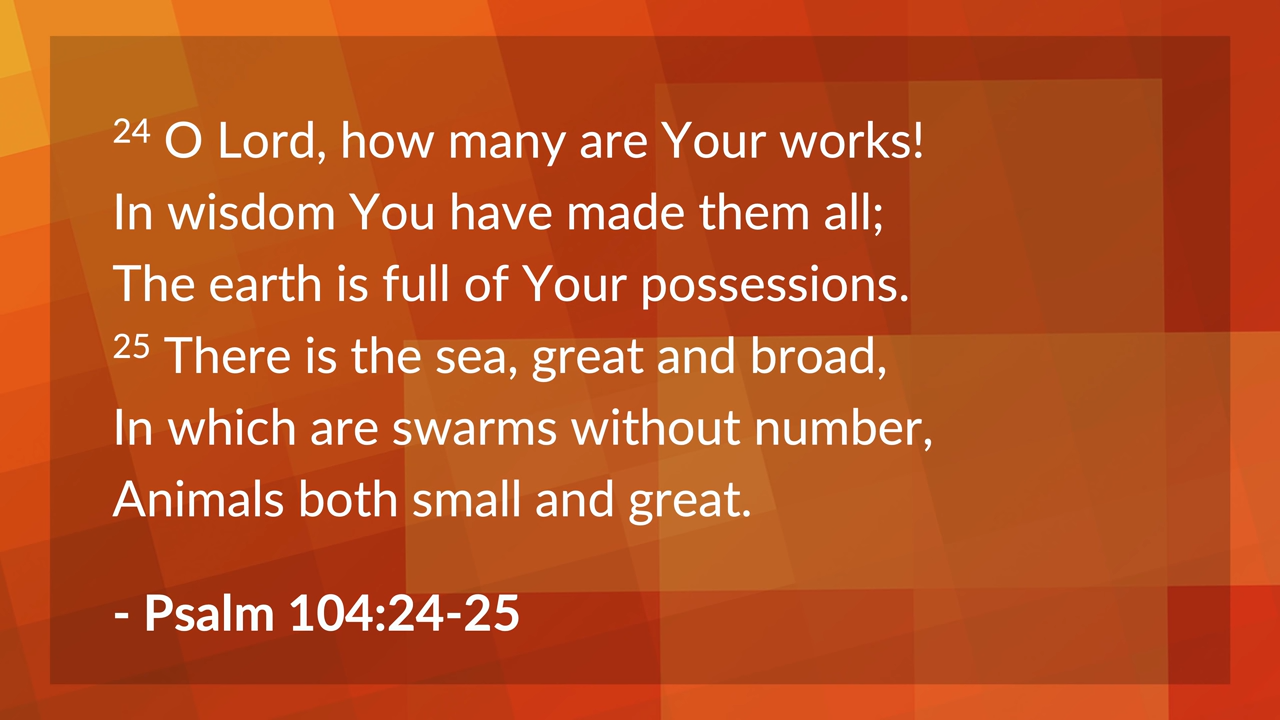 24 O Lord, how many are Your works!
In wisdom You have made them all;
The earth is full of Your possessions.
25 There is the sea, great and broad,
In which are swarms without number,
Animals both small and great.
- Psalm 104:24-25